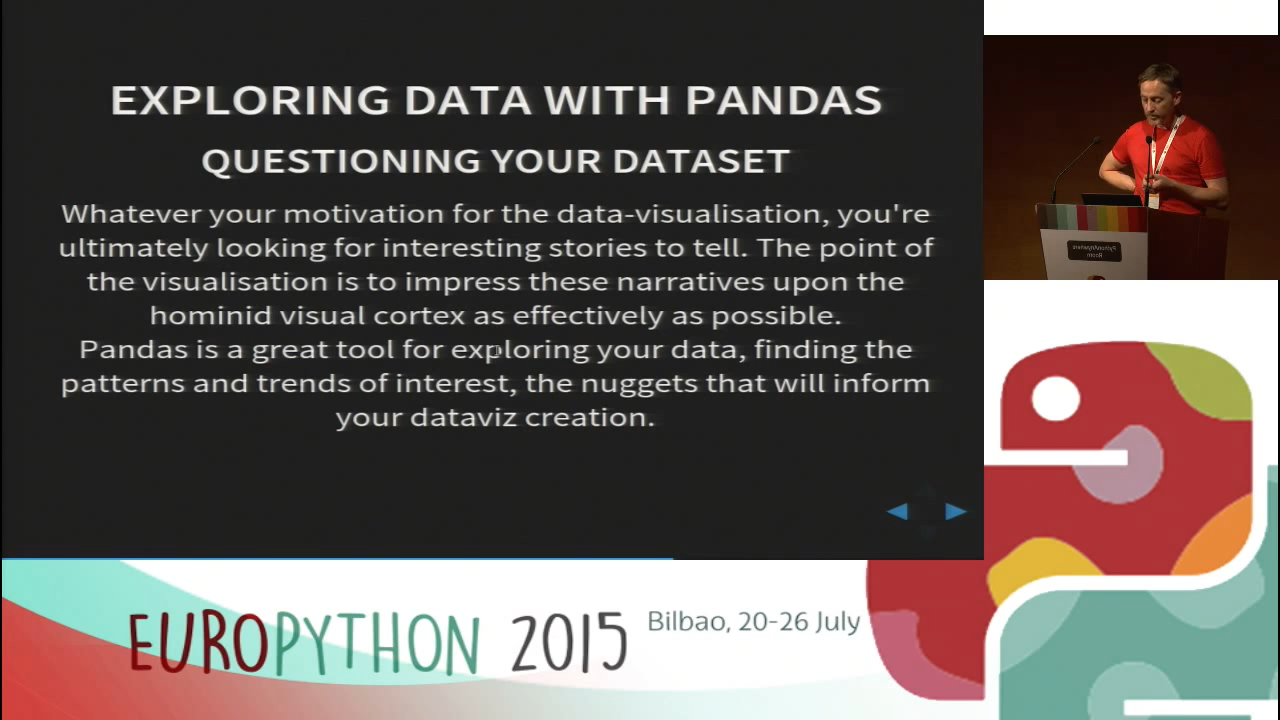 EXPLORING DATA WITH PANDAS
QUESTIONING YOUR DATASET
Whatever your motivation for the data-visualisation, you're
ultimately looking for interesting stories to tell. The point of
the visualisation is to impress these narratives upon the
hominid visual cortex as effectively as possible.
Pandas is a great tool for exploring your data, finding the
patterns and trends of interest, the nuggets that will inform
your dataviz creation.
PythonAnywhere
Room
EUROPYTHON 2015
Bilbao, 20-26 July